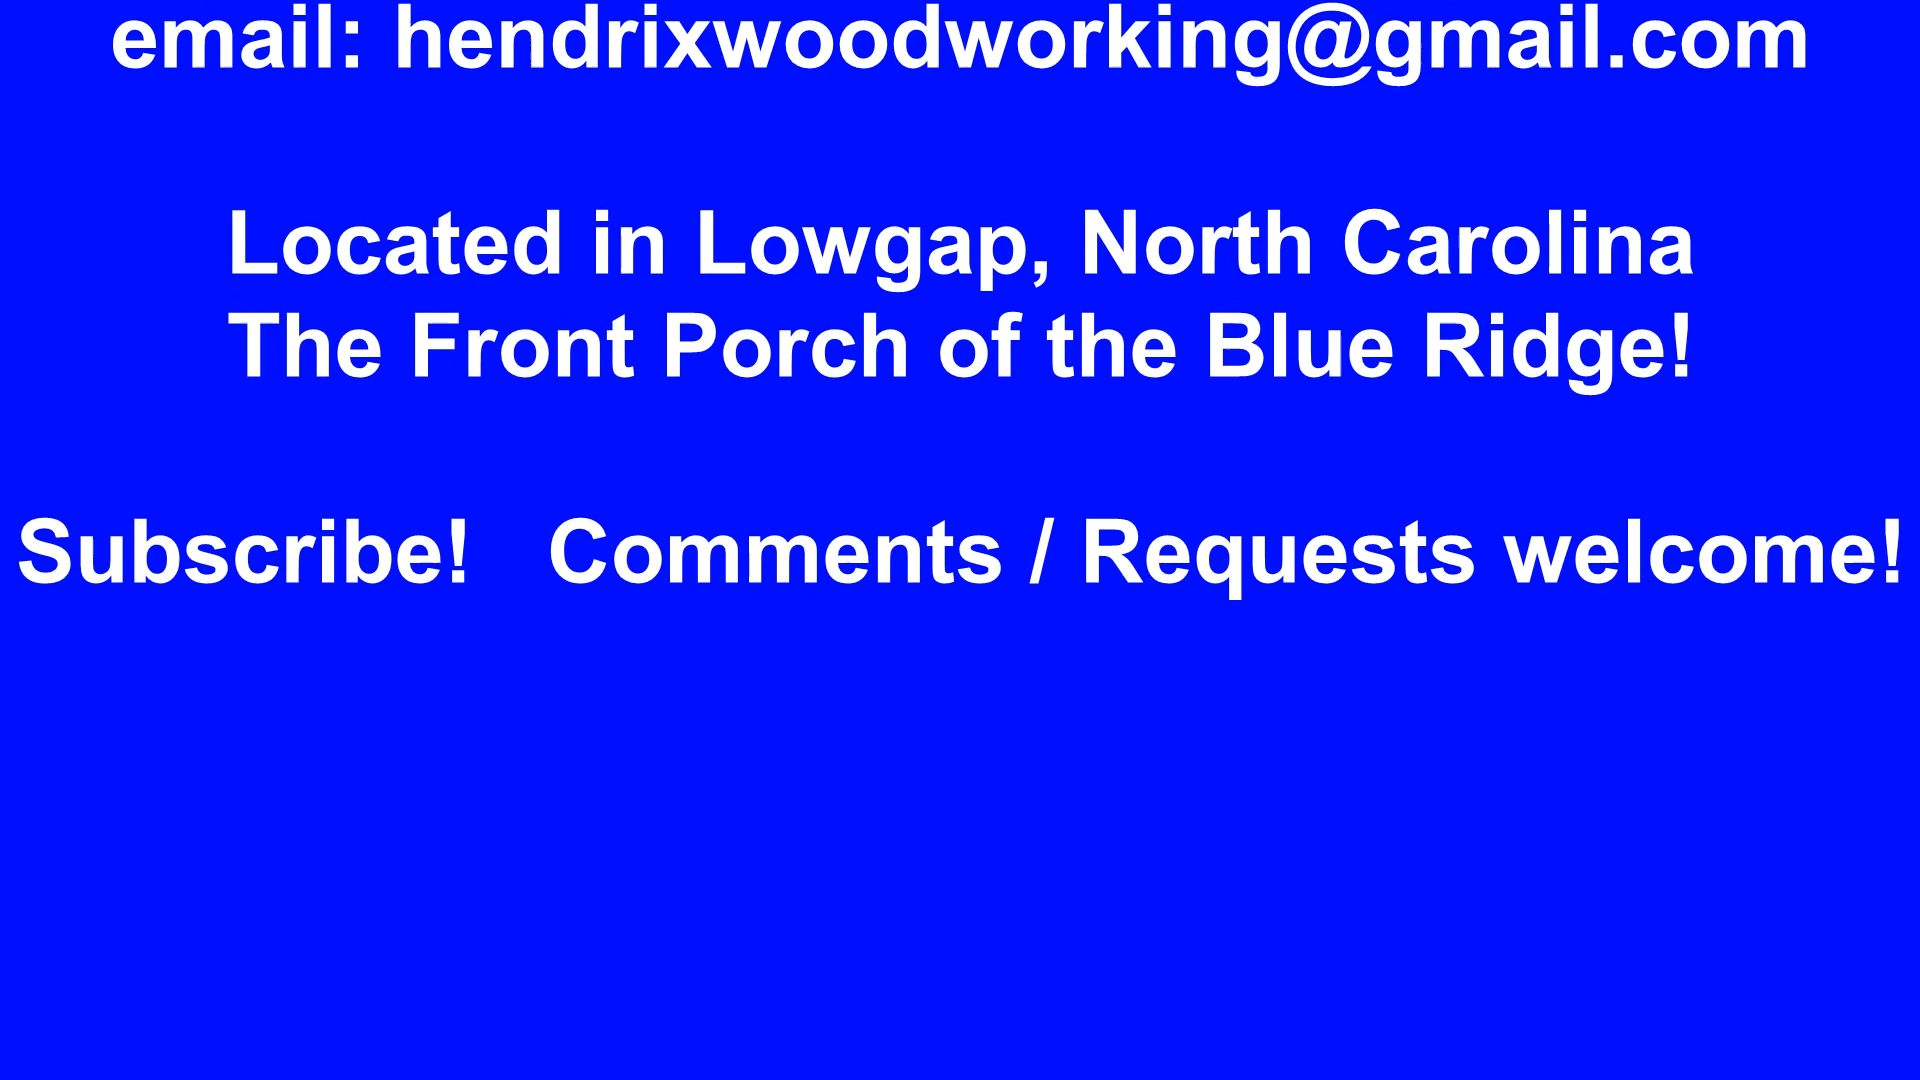 email: hendrixwoodworking@gmail.com
Located in Lowgap, North Carolina
The Front Porch of the Blue Ridge!
Subscribe!   Comments / Requests welcome!